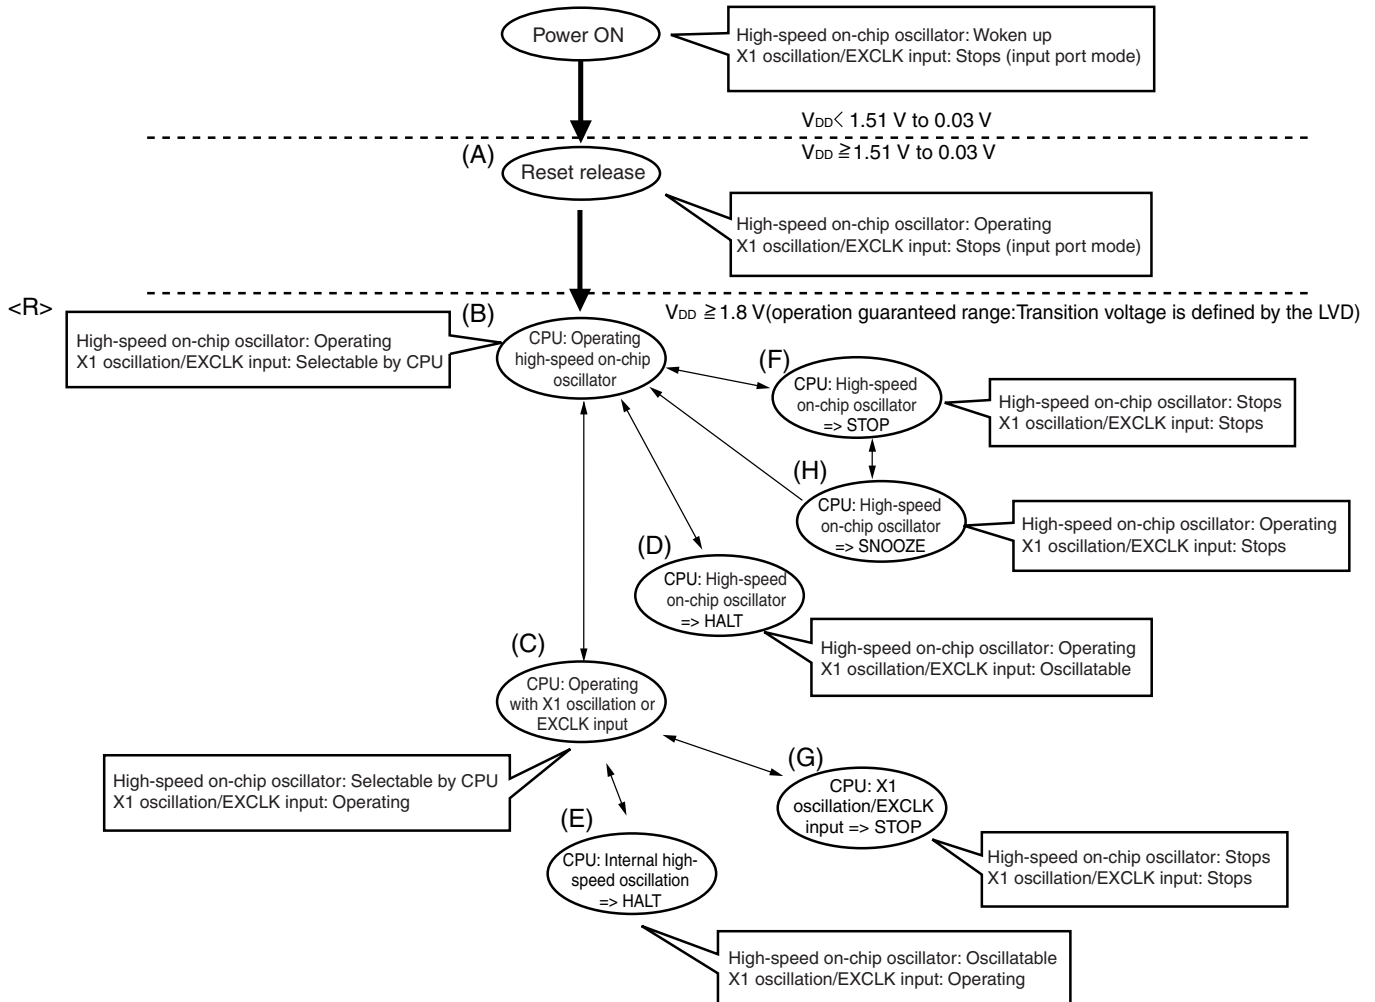 Power ON
High-speed on-chip oscillator: Woken up
X1 oscillation/EXCLK input: Stops (input port mode)
VDD< 1.51 V to 0.03 V
VDD ≧1.51 V to 0.03 V
(A)
Reset release
High-speed on-chip oscillator: Operating
X1 oscillation/EXCLK input: Stops (input port mode)
<R>
VDD ≧1.8 V(operation guaranteed range:Transition voltage is defined by the LVD)
(B)
High-speed on-chip oscillator: Operating
X1 oscillation/EXCLK input: Selectable by CPU
CPU: Operating
high-speed on-chip
oscillator
(F)
CPU: High-speed
on-chip oscillator
=> STOP
High-speed on-chip oscillator: Stops
X1 oscillation/EXCLK input: Stops
(H)
CPU: High-speed
on-chip oscillator
=> SNOOZE
High-speed on-chip oscillator: Operating
X1 oscillation/EXCLK input: Stops
(D)
CPU: High-speed
on-chip oscillator
=> HALT
High-speed on-chip oscillator: Operating
X1 oscillation/EXCLK input: Oscillatable
(C)
CPU: Operating
with X1 oscillation or
EXCLK input
High-speed on-chip oscillator: Selectable by CPU
X1 oscillation/EXCLK input: Operating
(G)
CPU: X1
oscillation/EXCLK
input => STOP
High-speed on-chip oscillator: Stops
X1 oscillation/EXCLK input: Stops
(E)
CPU: Internal high-
speed oscillation
=> HALT
High-speed on-chip oscillator: Oscillatable
X1 oscillation/EXCLK input: Operating